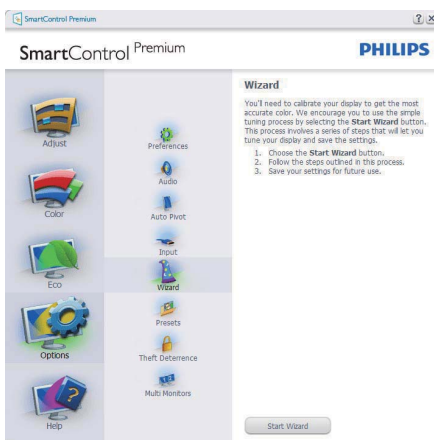 SmartControl Premium
SmartControl Premium
PHILIPS
Adjust
Color
Eco
Options
Help
Preferences
Audio
Auto Pivot
Input
Wizard
Presets
Theft Deterrence
Multi Monitors
Wizard
You'll need to calibrate your display to get the most
accurate color. We encourage you to use the simple
tuning process by selecting the Start Wizard button.
This process involves a series of steps that will let you
tune your display and save the settings.
1. Choose the Start Wizard button.
2. Follow the steps outlined in this process.
3. Save your settings for future use.
Start Wizard